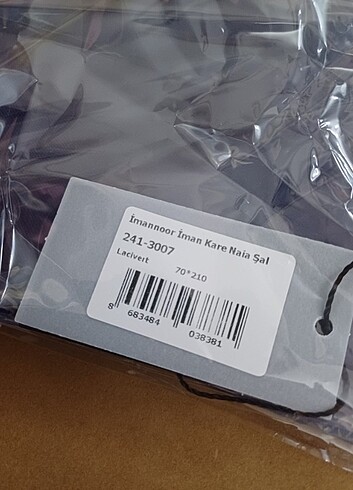 İmannoor İman Kare Naia Şal
241-3007
Lacivert
70*210
8 683484 038381